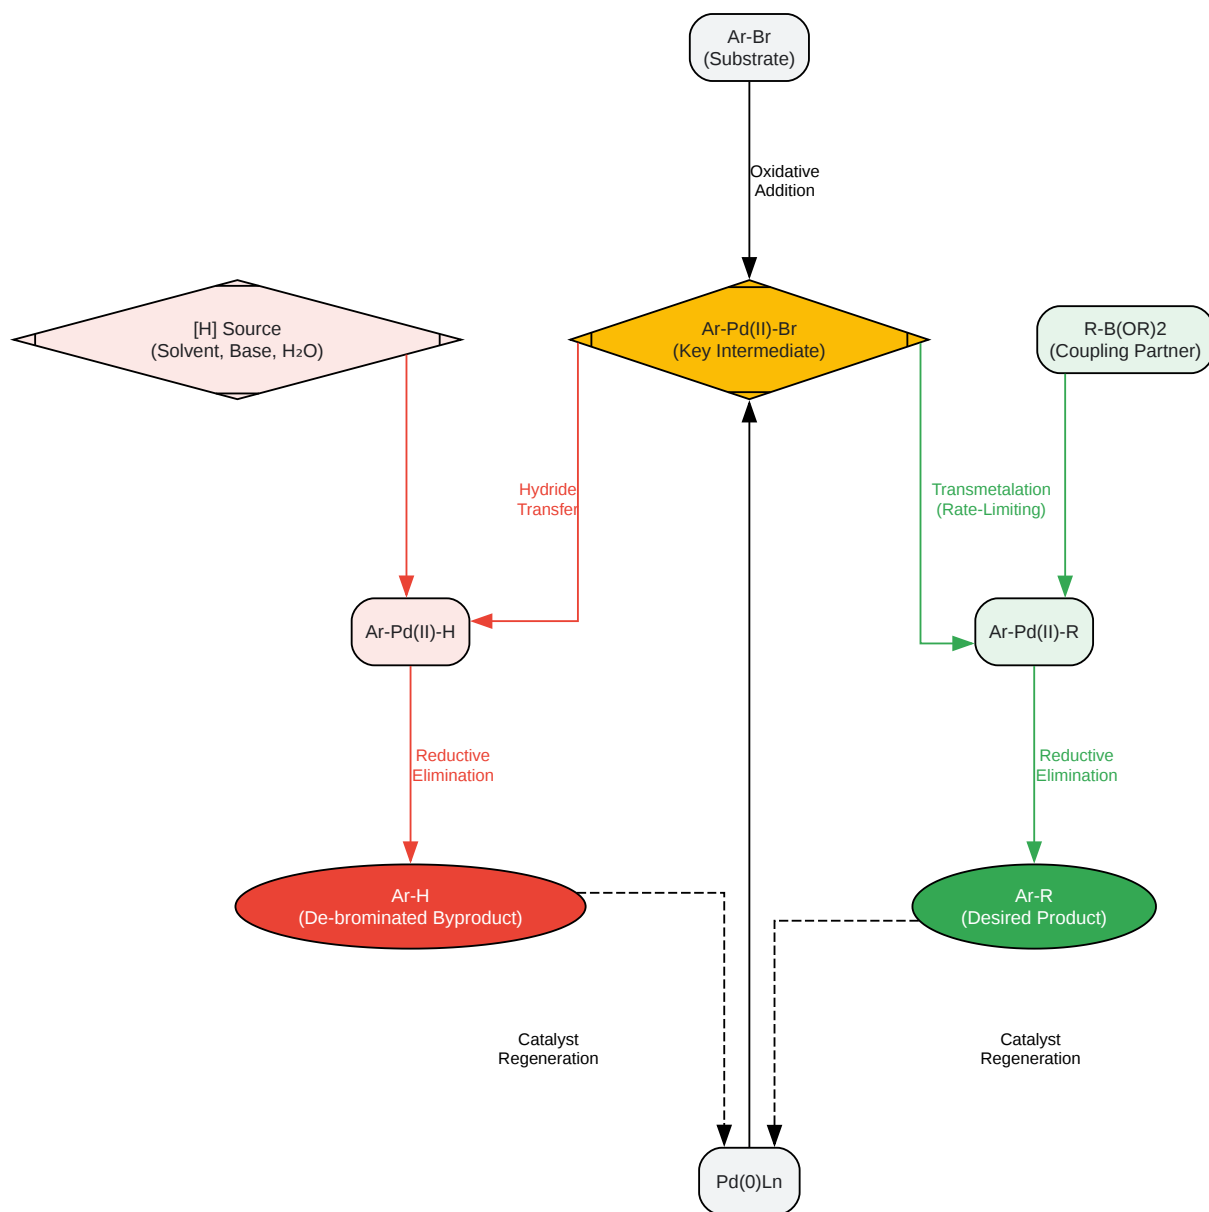 Ar-Br
(Substrate)
Oxidative
Addition
[H] Source
(Solvent, Base, H₂O)
Ar-Pd(II)-Br
(Key Intermediate)
R-B(OR)2
(Coupling Partner)
Hydride
Transfer
Transmetalation
(Rate-Limiting)
Ar-Pd(II)-H
Ar-Pd(II)-R
Reductive
Elimination
Reductive
Elimination
Ar-H
(De-brominated Byproduct)
Ar-R
(Desired Product)
Catalyst
Regeneration
Catalyst
Regeneration
Pd(0)Ln